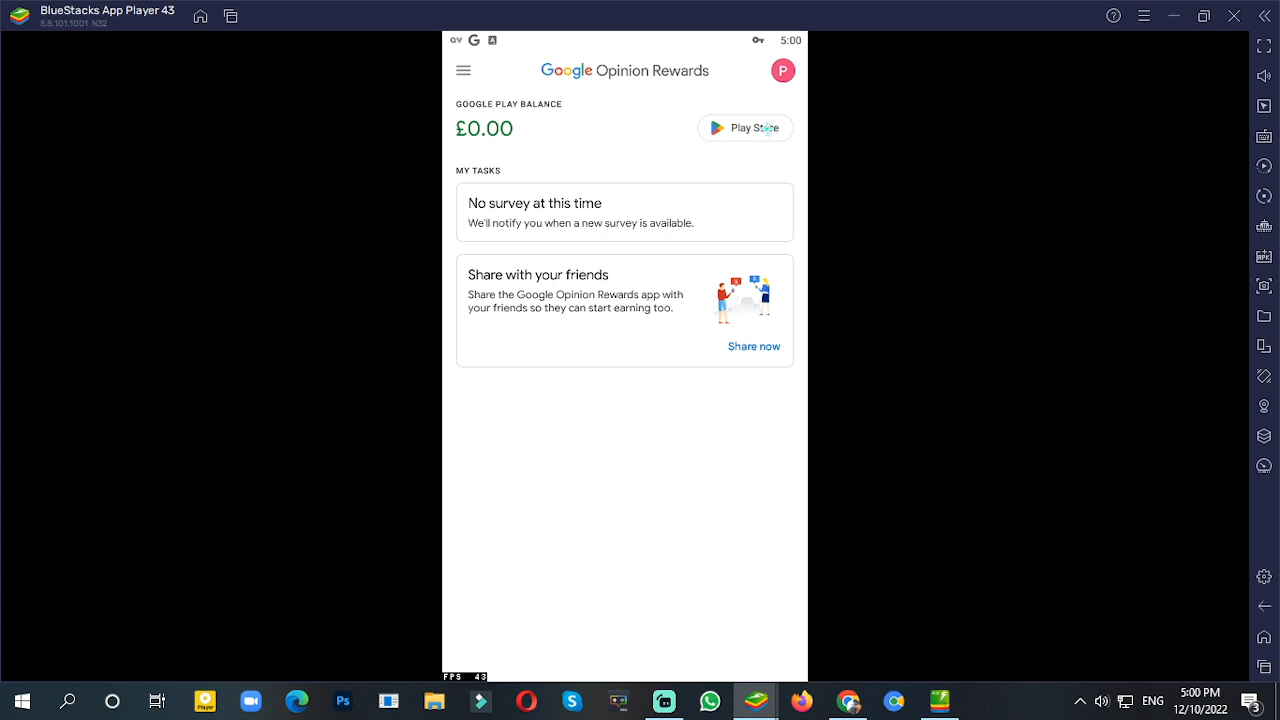 BlueStacks App Player 43
5.8.101.1001 N32
5:00
Google Opinion Rewards
P
GOOGLE PLAY BALANCE
£0.00
Play Store
MY TASKS
No survey at this time
We'll notify you when a new survey is available.
Share with your friends
Share the Google Opinion Rewards app with
your friends so they can start earning too.
Share now
FPS 43
Player
Ps
ENG
5:00 PM
12/10/2022
3